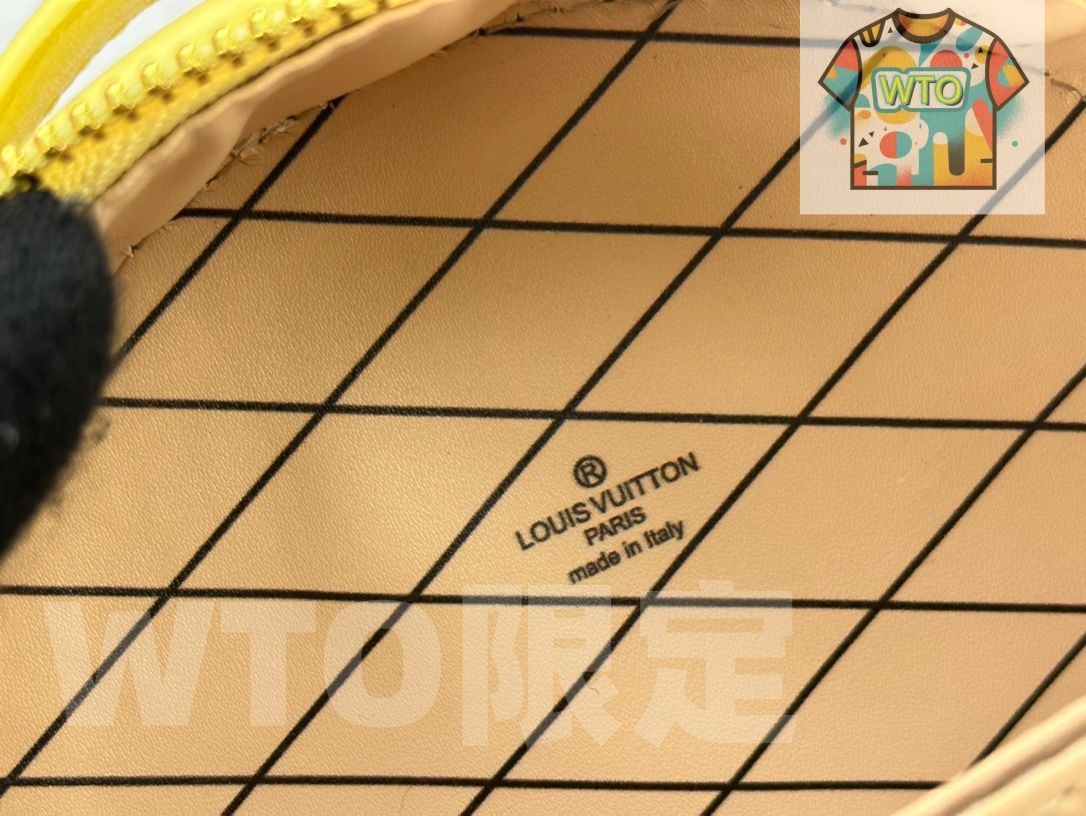 WTO
®
LOUIS VUITTON
PARIS
made in Italy
WTO限定